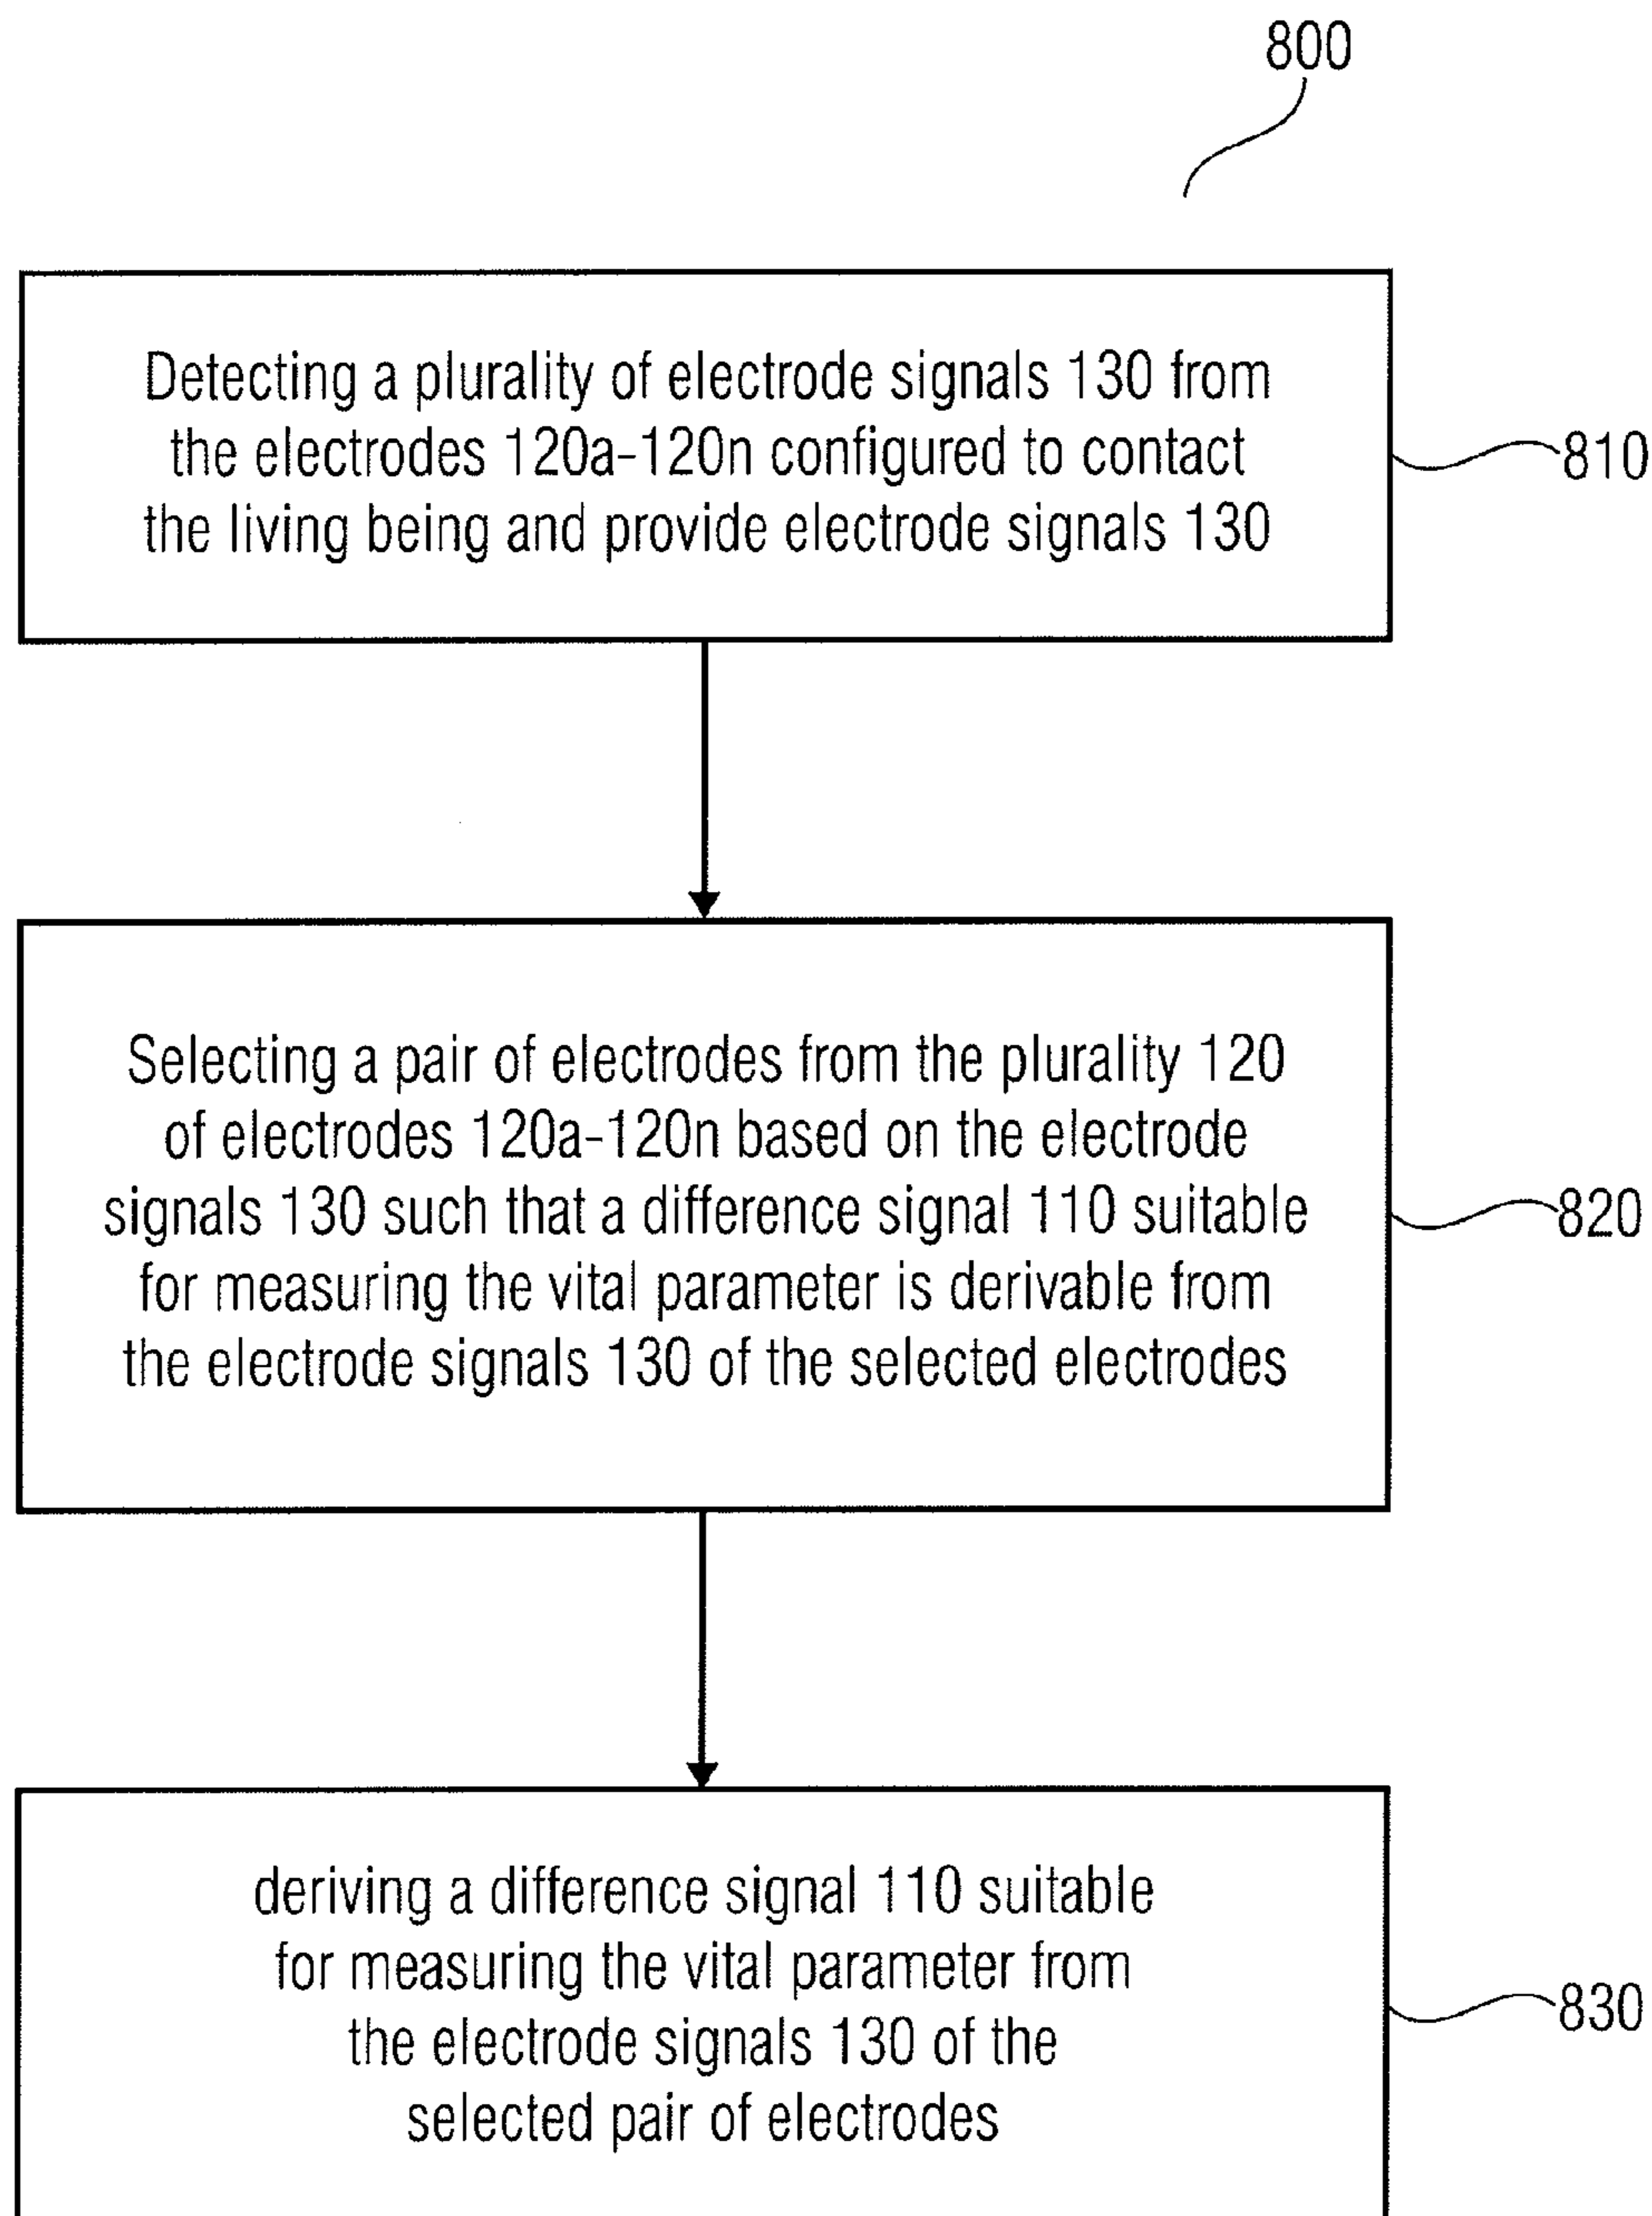 800
Detecting a plurality of electrode signals 130 from
the electrodes 120a-120n configured to contact
the living being and provide electrode signals 130
810
Selecting a pair of electrodes from the plurality 120
of electrodes 120a-120n based on the electrode
signals 130 such that a difference signal 110 suitable
for measuring the vital parameter is derivable from
the electrode signals 130 of the selected electrodes
820
deriving a difference signal 110 suitable
for measuring the vital parameter from
the electrode signals 130 of the
selected pair of electrodes
830